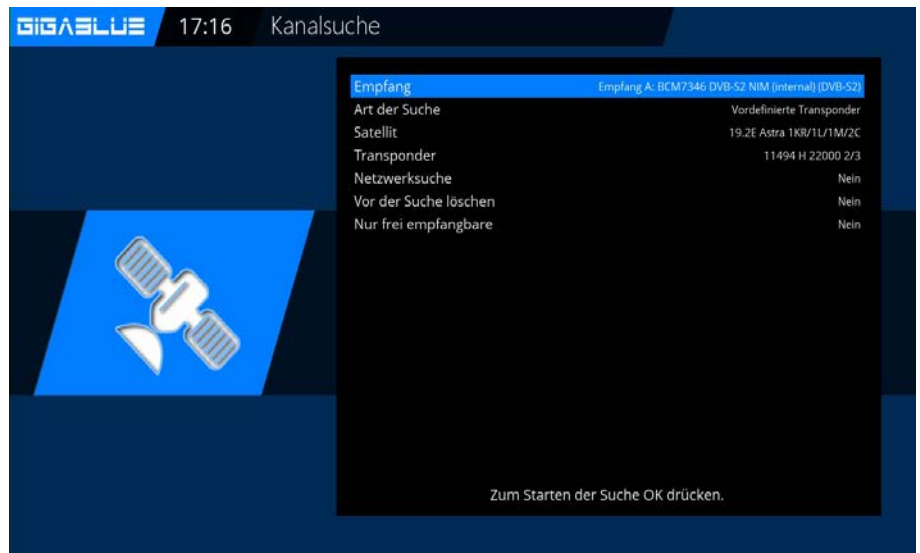 GIGABLUE 17:16 Kanalsuche
Empfang Empfang A: BCM7346 DVB-S2 NIM (internal) (DVB-S2)
Art der Suche Vordefinierte Transponder
Satellit 19.2E Astra 1KR/1L/1M/2C
Transponder 11494 H 22000 2/3
Netzwerksuche Nein
Vor der Suche löschen Nein
Nur frei empfangbare Nein
Zum Starten der Suche OK drücken.